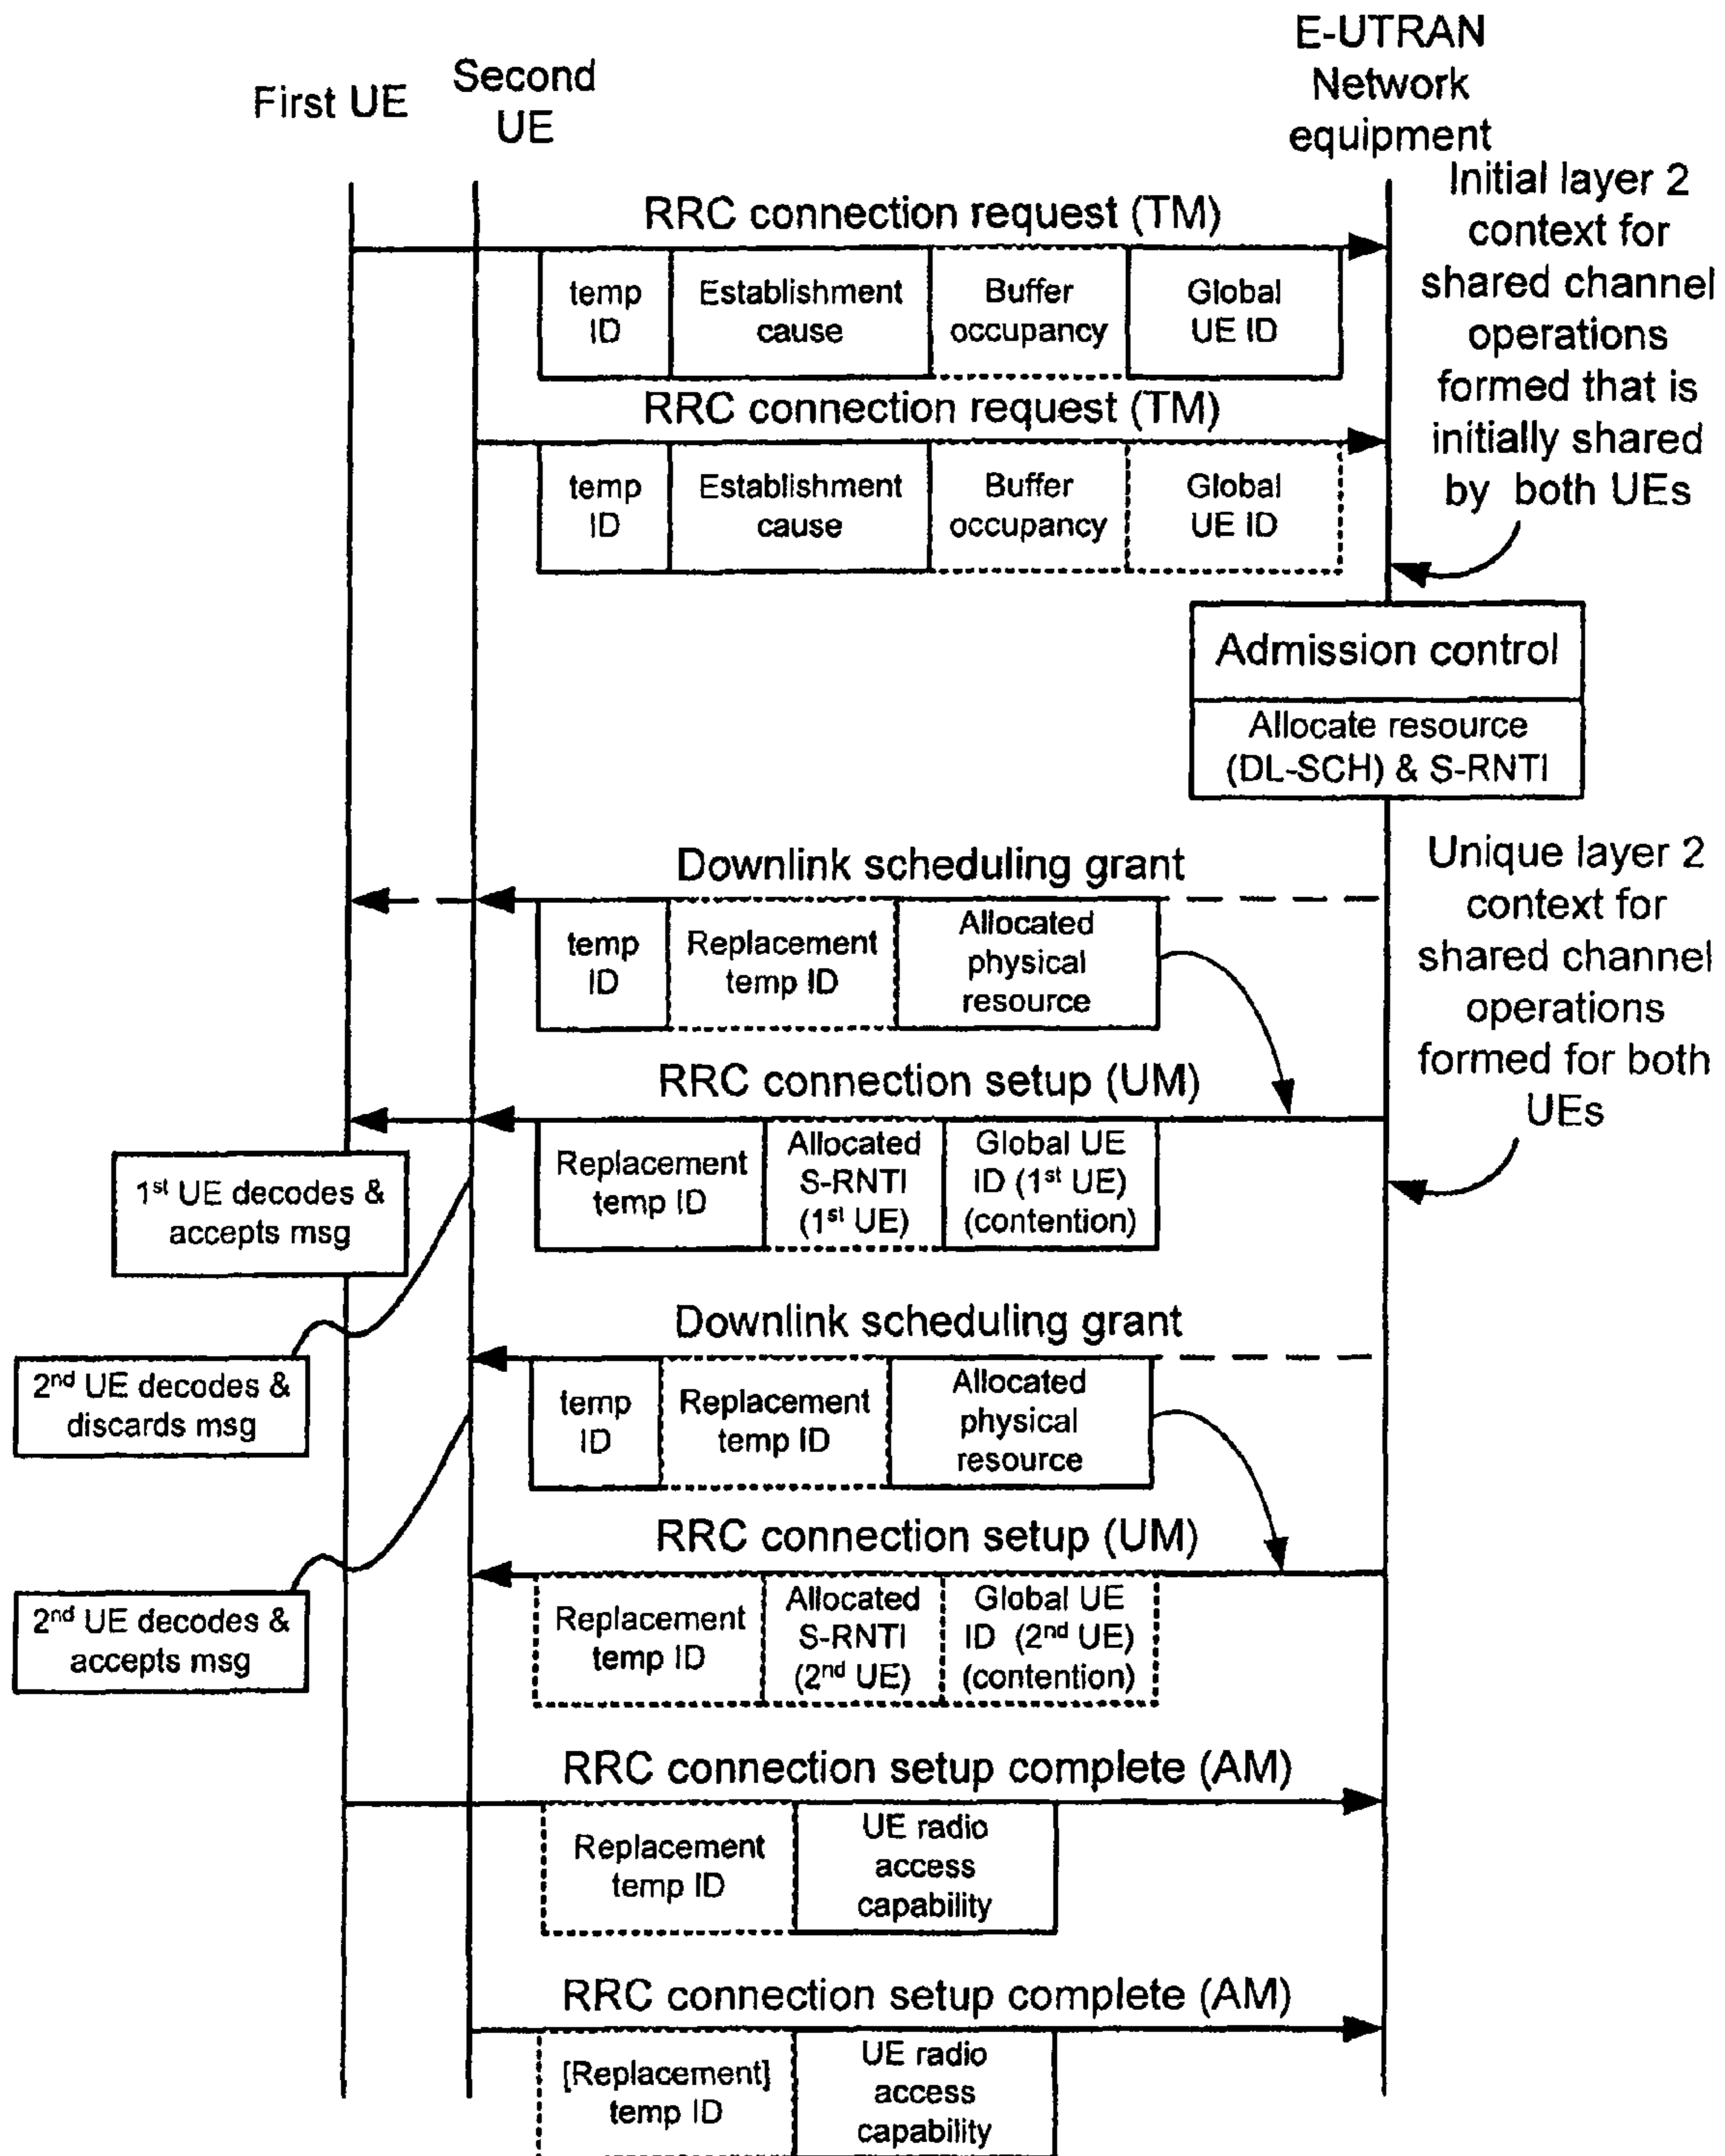 First UE
Second
UE
E-UTRAN
Network
equipment
Initial layer 2
context for
shared channel
operations
formed that is
initially shared
by both UEs
RRC connection request (TM)
temp
ID
Establishment
cause
Buffer
occupancy
Global
UE ID
RRC connection request (TM)
temp
ID
Establishment
cause
Buffer
occupancy
Global
UE ID
Admission control
Allocate resource
(DL-SCH) & S-RNTI
Unique layer 2
context for
shared channel
operations
formed for both
UEs
Downlink scheduling grant
temp
ID
Replacement
temp ID
Allocated
physical
resource
RRC connection setup (UM)
Replacement
temp ID
Allocated
S-RNTI
(1st UE)
Global UE
ID (1st UE)
(contention)
1st UE decodes &
accepts msg
2nd UE decodes &
discards msg
Downlink scheduling grant
temp
ID
Replacement
temp ID
Allocated
physical
resource
RRC connection setup (UM)
Replacement
temp ID
Allocated
S-RNTI
(2nd UE)
Global UE
ID (2nd UE)
(contention)
2nd UE decodes &
accepts msg
RRC connection setup complete (AM)
Replacement
temp ID
UE radio
access
capability
RRC connection setup complete (AM)
[Replacement]
temp ID
UE radio
access
capability